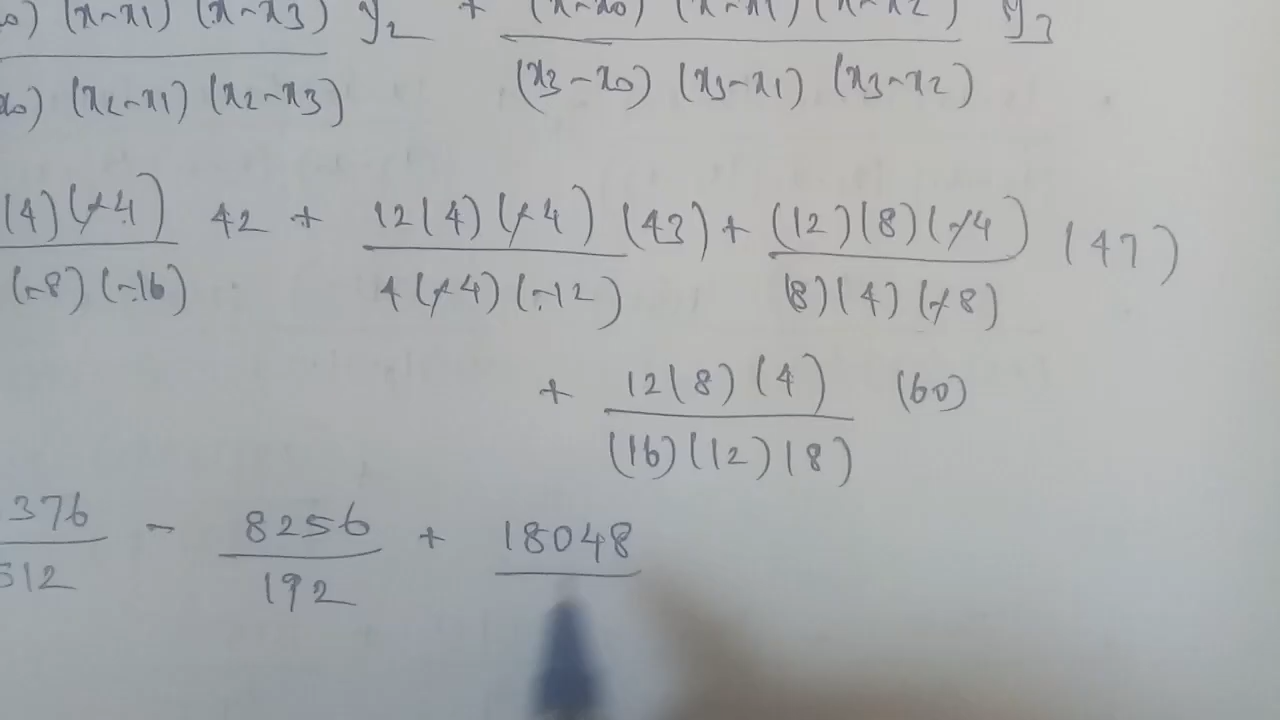 x0) (x-x1) (x-x3) y2 + (x-x0) (x-x1) (x-x2) y3
x0) (x2-x1) (x2-x3) (x3-x0) (x3-x1) (x3-x2)
(4)(-4) 42 + 12(4)(-4) (43) + (12)(8)(-4) (47)
(-8)(-16) 4(-4)(-12) (8)(4)(-8)
+ 12(8)(4) (60)
(16)(12)(8)
376 - 8256 + 18048
512 192